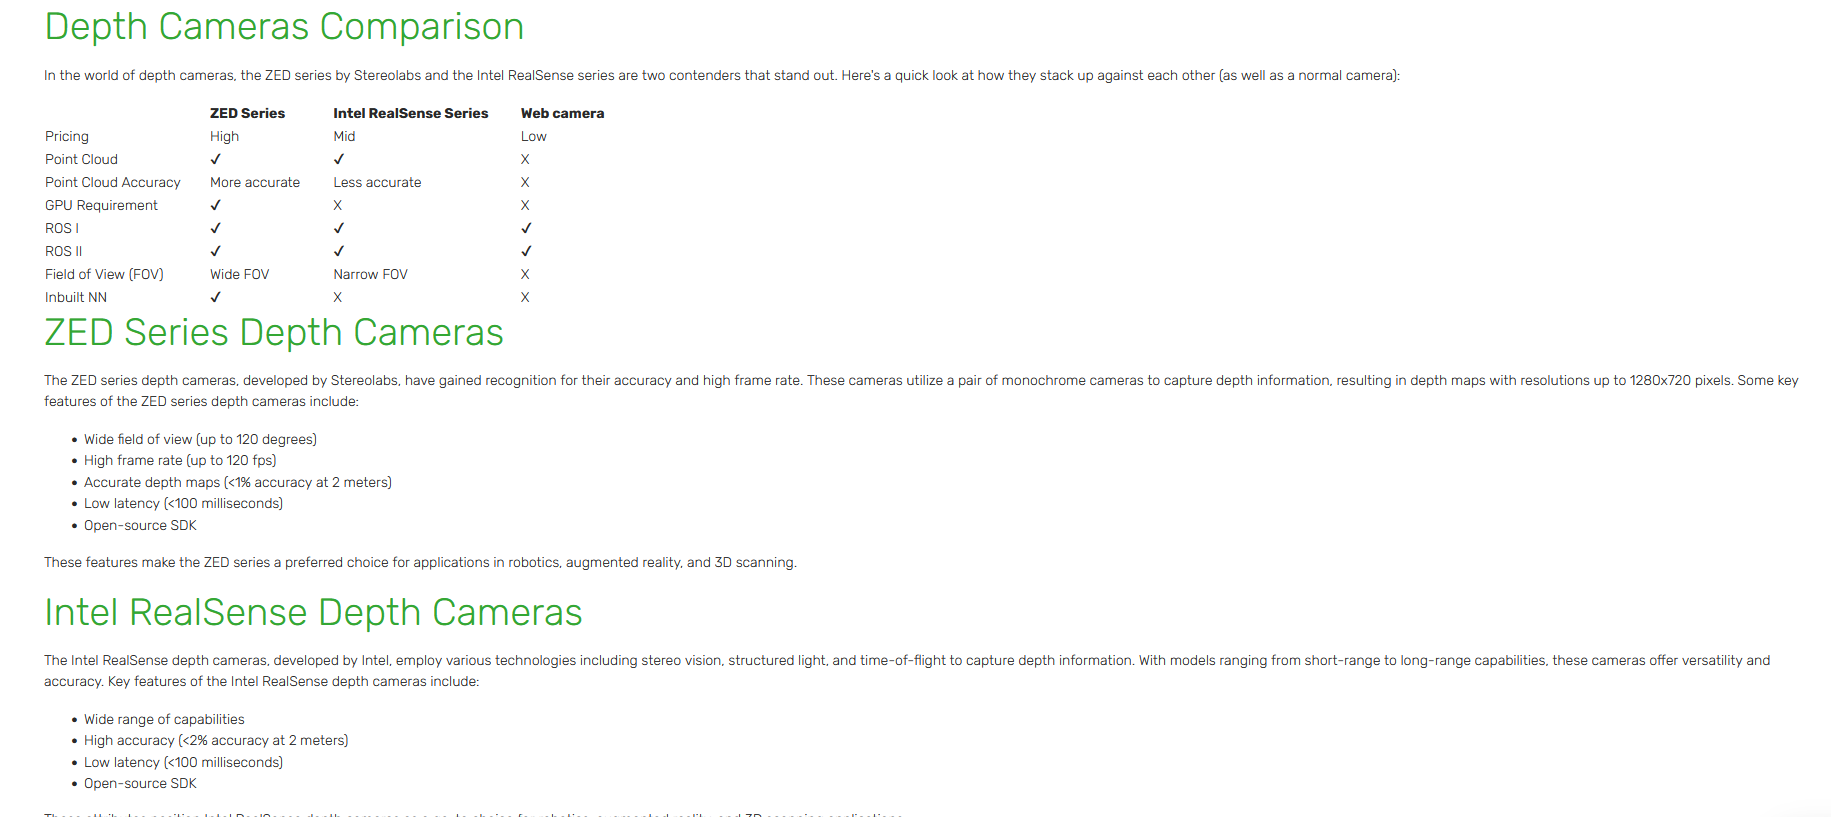 Depth Cameras Comparison
In the world of depth cameras, the ZED series by Stereolabs and the Intel RealSense series are two contenders that stand out. Here's a quick look at how they stack up against each other (as well as a normal camera):
ZED Series Intel RealSense Series Web camera
Pricing High Mid Low
Point Cloud ✓ ✓ X
Point Cloud Accuracy More accurate Less accurate X
GPU Requirement ✓ X X
ROS I ✓ ✓ ✓
ROS II ✓ ✓ ✓
Field of View (FOV) Wide FOV Narrow FOV X
Inbuilt NN ✓ X X
ZED Series Depth Cameras
The ZED series depth cameras, developed by Stereolabs, have gained recognition for their accuracy and high frame rate. These cameras utilize a pair of monochrome cameras to capture depth information, resulting in depth maps with resolutions up to 1280x720 pixels. Some key
features of the ZED series depth cameras include:
• Wide field of view (up to 120 degrees)
• High frame rate (up to 120 fps)
• Accurate depth maps (<1% accuracy at 2 meters)
• Low latency (<100 milliseconds)
• Open-source SDK
These features make the ZED series a preferred choice for applications in robotics, augmented reality, and 3D scanning.
Intel RealSense Depth Cameras
The Intel RealSense depth cameras, developed by Intel, employ various technologies including stereo vision, structured light, and time-of-flight to capture depth information. With models ranging from short-range to long-range capabilities, these cameras offer versatility and
accuracy. Key features of the Intel RealSense depth cameras include:
• Wide range of capabilities
• High accuracy (<2% accuracy at 2 meters)
• Low latency (<100 milliseconds)
• Open-source SDK